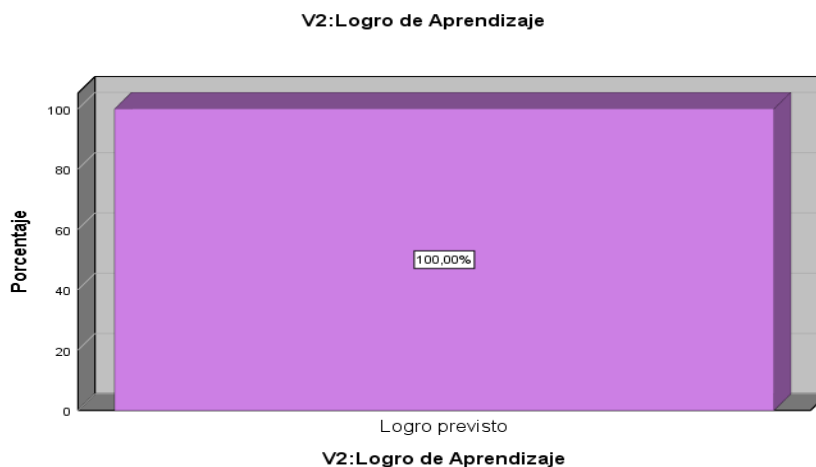 V2:Logro de Aprendizaje
Porcentaje
100
80
60
40
20
0
100,00%
Logro previsto
V2:Logro de Aprendizaje